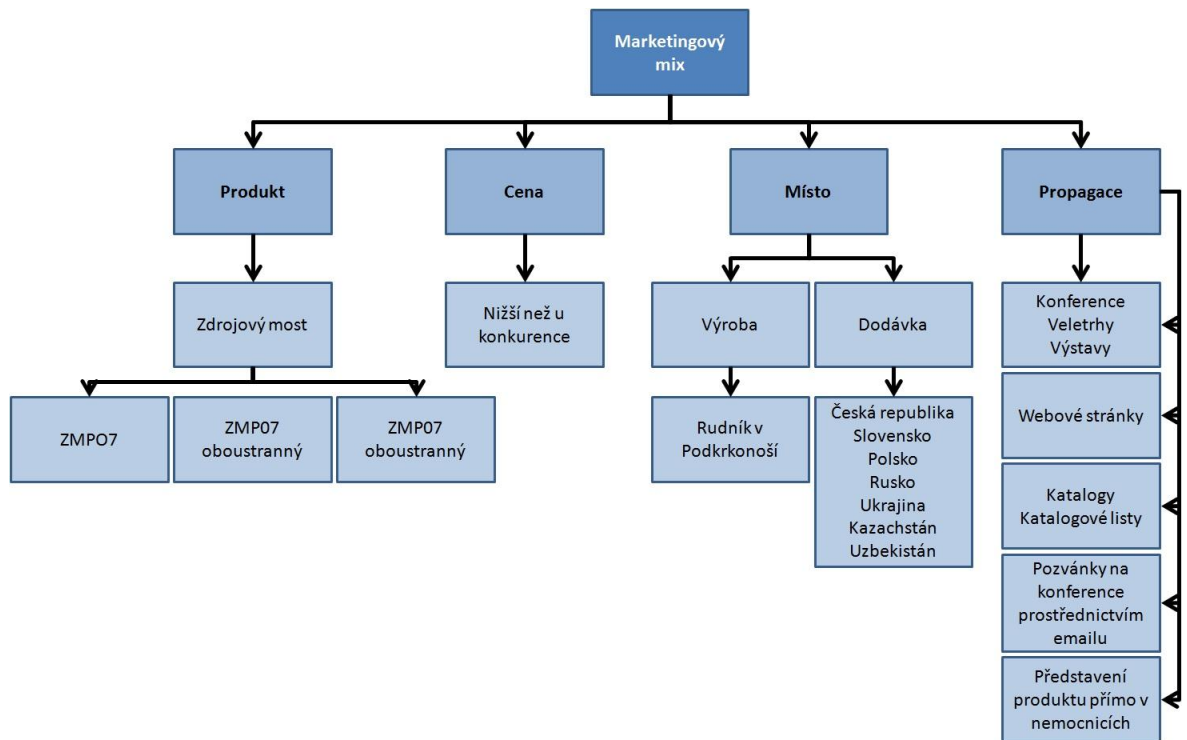 Marketingový
mix
Produkt
Cena
Místo
Propagace
Zdrojový most
Nižší než u
konkurence
Výroba
Dodávka
Konference
Veletrhy
Výstavy
ZMPO7
ZMP07
oboustranný
ZMP07
oboustranný
Rudník v
Podkrkonoší
Česká republika
Slovensko
Polsko
Rusko
Ukrajina
Kazachstán
Uzbekistán
Webové stránky
Katalogy
Katalogové listy
Pozvánky na
konference
prostřednictvím
emailu
Představení
produktu přímo v
nemocnicích